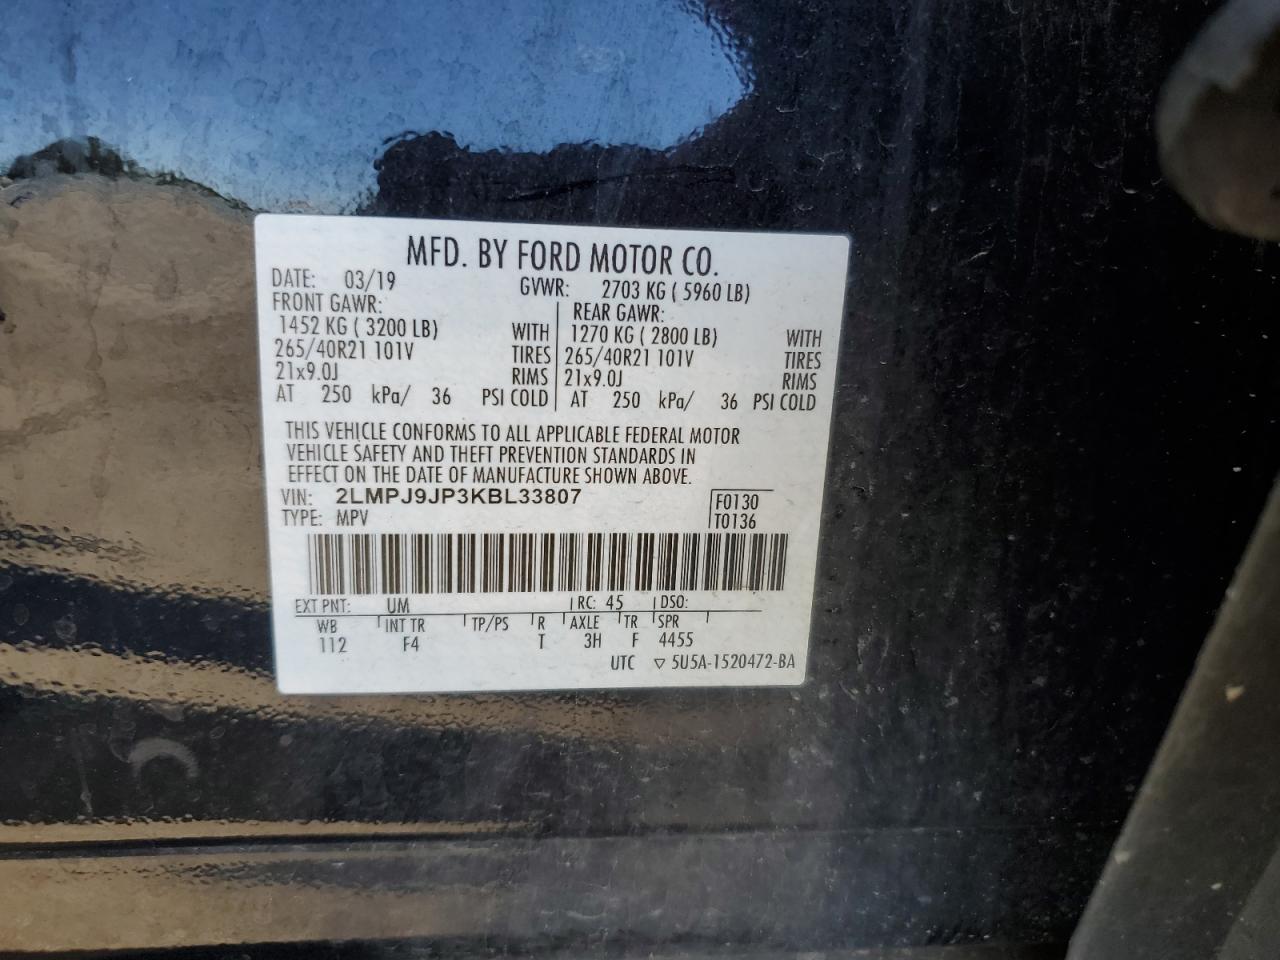 MFD. BY FORD MOTOR CO.
DATE: 03/19 GVWR: 2703 KG ( 5960 LB)
FRONT GAWR: REAR GAWR:
1452 KG ( 3200 LB) WITH 1270 KG ( 2800 LB) WITH
265/40R21 101V TIRES 265/40R21 101V TIRES
21x9.0J RIMS 21x9.0J RIMS
AT 250 kPa/ 36 PSI COLD AT 250 kPa/ 36 PSI COLD
THIS VEHICLE CONFORMS TO ALL APPLICABLE FEDERAL MOTOR
VEHICLE SAFETY AND THEFT PREVENTION STANDARDS IN
EFFECT ON THE DATE OF MANUFACTURE SHOWN ABOVE.
VIN: 2LMPJ9JP3KBL33807 F0130
TYPE: MPV T0136
EXT PNT: UM RC: 45 DSO:
WB INT TR TP/PS R AXLE TR SPR
112 F4 T 3H F 4455
UTC ▽ 5U5A-1520472-BA